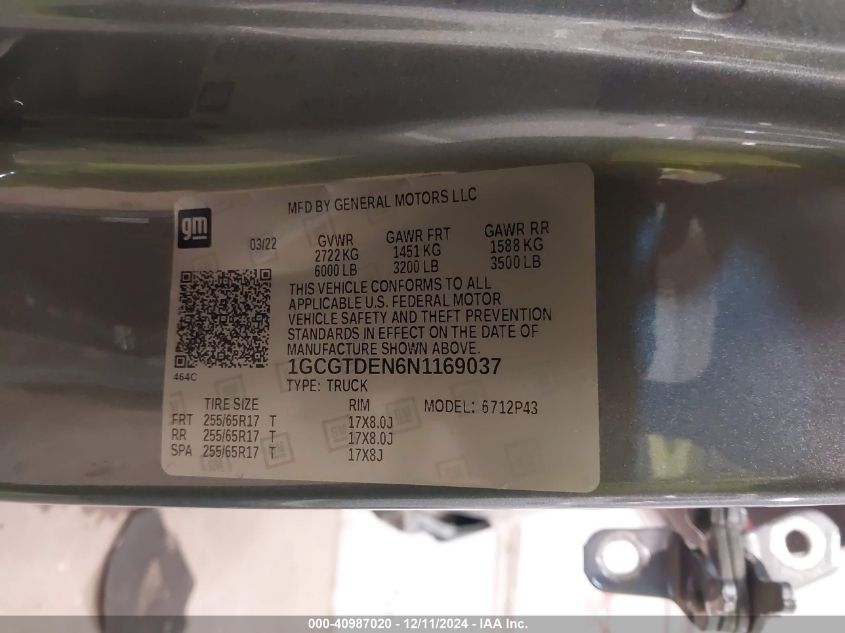 MFD BY GENERAL MOTORS LLC
gm
03/22 GVWR GAWR FRT GAWR RR
2722 KG 1451 KG 1588 KG
6000 LB 3200 LB 3500 LB
THIS VEHICLE CONFORMS TO ALL
APPLICABLE U.S. FEDERAL MOTOR
VEHICLE SAFETY AND THEFT PREVENTION
STANDARDS IN EFFECT ON THE DATE OF
MANUFACTURE SHOWN ABOVE.
464C
1GCGTDEN6N1169037
TYPE: TRUCK
TIRE SIZE RIM MODEL: 6712P43
FRT 255/65R17 T 17X8.0J
RR 255/65R17 T 17X8.0J
SPA 255/65R17 T 17X8J
000-40987020 - 12/11/2024 - IAA Inc.